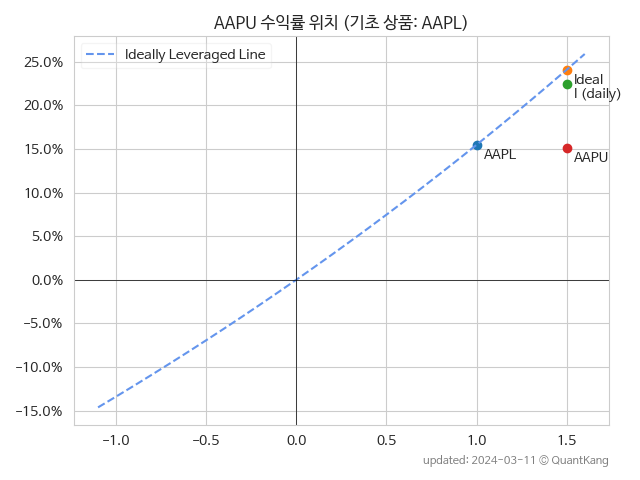 AAPU 수익률 위치 (기초 상품: AAPL)
Ideally Leveraged Line
25.0%
20.0%
15.0%
10.0%
5.0%
0.0%
−5.0%
−10.0%
−15.0%
Ideal
I (daily)
AAPL
AAPU
−1.0
−0.5
0.0
0.5
1.0
1.5
updated: 2024-03-11 © QuantKang